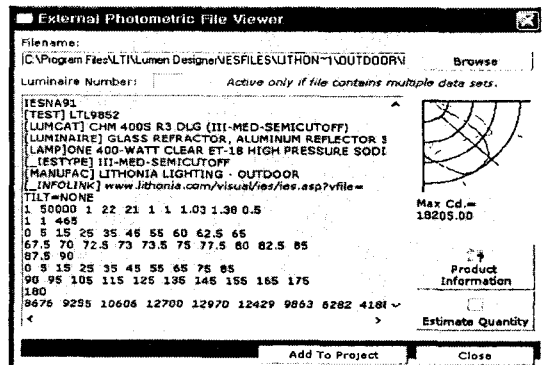 External Photometric File Viewer
Filename:
C:\Program Files\LTI\Lumen Designer\IESFILES\LITHON~1\OUTDOOR\
Browse
Luminaire Number:
Active only if file contains multiple data sets.
IESNA91
[TEST] LTL9852
[LUMCAT] CHM 400S R3 DLG (III-MED-SEMICUTOFF)
[LUMINAIRE] GLASS REFRACTOR, ALUMINUM REFLECTOR S
[LAMP]ONE 400-WATT CLEAR ET-18 HIGH PRESSURE SODI
[_IESTYPE] III-MED-SEMICUTOFF
[MANUFAC] LITHONIA LIGHTING - OUTDOOR
[_INFOLINK] www.lithonia.com/visual/ies/ies.asp?vfile=
TILT=NONE
1 50000 1 22 21 1 1 1.03 1.38 0.5
1 1 465
0 5 15 25 35 45 55 60 62.5 65
67.5 70 72.5 73 73.5 75 77.5 80 82.5 85
87.5 90
0 5 15 25 35 45 55 65 75 85
90 95 105 115 125 135 145 155 165 175
180
8676 9255 10606 12700 12970 12429 9863 6282 4181
Max Cd.=
18205.00
Product
Information
Estimate Quantity
Add To Project
Close